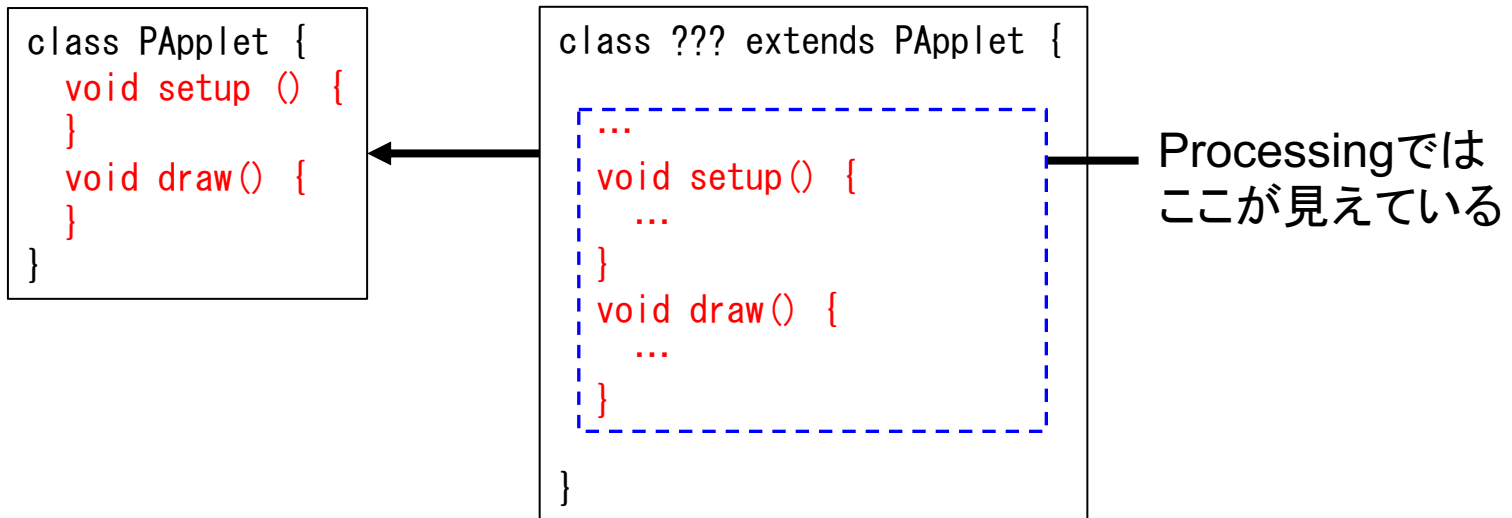 class PApplet {
void setup () {
}
void draw() {
}
}
class ??? extends PApplet {
…
void setup() {
…
}
void draw() {
…
}
}
Processingでは
ここが見えている